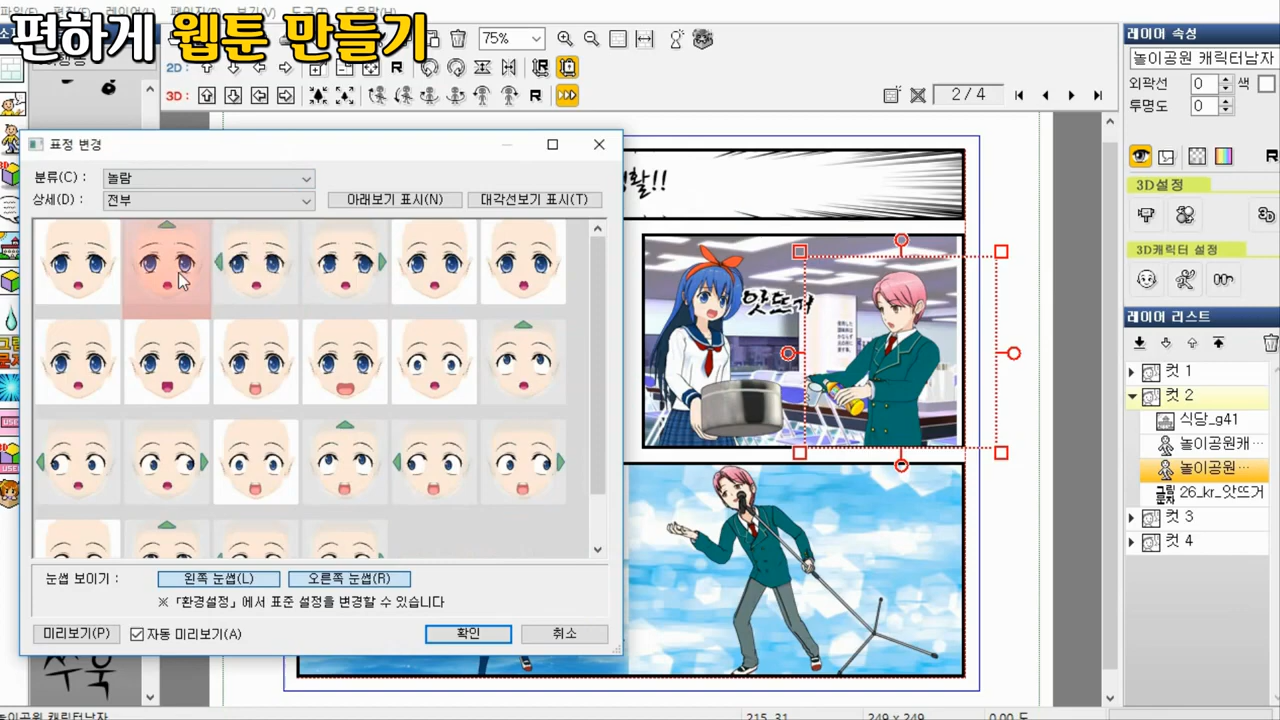 편하게 웹툰 만들기
75%
2D:
R
3D:
R
2 / 4
표정 변경
분류(C) :
놀람
상세(D) :
전부
아래보기 표시(N)
대각선보기 표시(T)
눈썹 보이기 :
왼쪽 눈썹(L)
오른쪽 눈썹(R)
※「환경설정」에서 표준 설정을 변경할 수 있습니다
미리보기(P)
자동 미리보기(A)
확인
취소
앗뜨거
레이어 속성
놀이공원 캐릭터남자
외곽선
0
색
투명도
0
R
3D설정
3D캐릭터 설정
레이어 리스트
컷 1
컷 2
식당_g41
놀이공원캐…
놀이공원…
26_kr_앗뜨거
컷 3
컷 4
215, 31
249 x 249
0.00 도